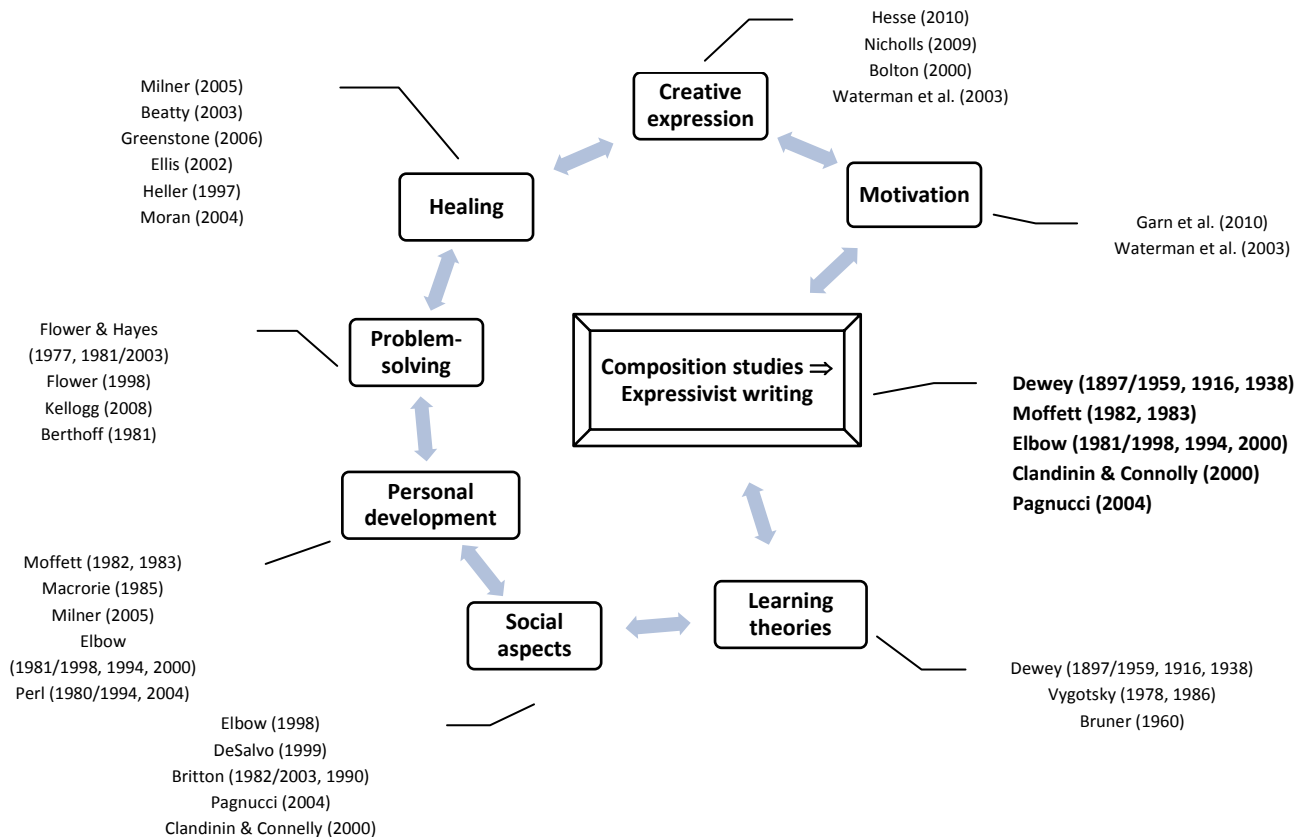 Hesse (2010)
Nicholls (2009)
Bolton (2000)
Waterman et al. (2003)
Creative
expression
Milner (2005)
Beatty (2003)
Greenstone (2006)
Ellis (2002)
Heller (1997)
Moran (2004)
Healing
Motivation
Garn et al. (2010)
Waterman et al. (2003)
Flower & Hayes
(1977, 1981/2003)
Flower (1998)
Kellogg (2008)
Berthoff (1981)
Problem-
solving
Composition studies ⇒
Expressivist writing
Dewey (1897/1959, 1916, 1938)
Moffett (1982, 1983)
Elbow (1981/1998, 1994, 2000)
Clandinin & Connolly (2000)
Pagnucci (2004)
Personal
development
Moffett (1982, 1983)
Macrorie (1985)
Milner (2005)
Elbow
(1981/1998, 1994, 2000)
Perl (1980/1994, 2004)
Social
aspects
Learning
theories
Dewey (1897/1959, 1916, 1938)
Vygotsky (1978, 1986)
Bruner (1960)
Elbow (1998)
DeSalvo (1999)
Britton (1982/2003, 1990)
Pagnucci (2004)
Clandinin & Connelly (2000)